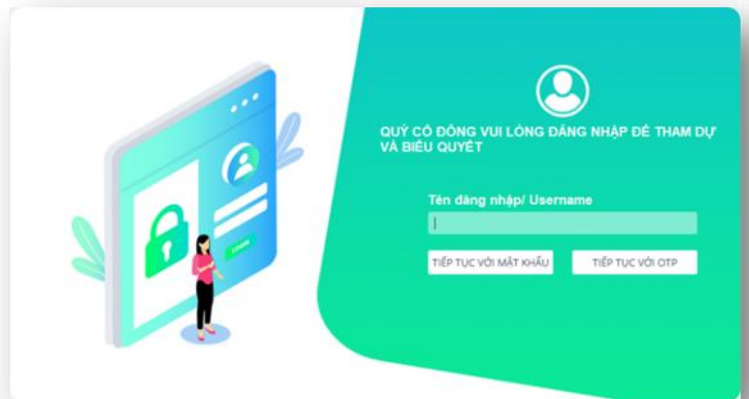 QUÝ CỔ ĐÔNG VUI LÒNG ĐĂNG NHẬP ĐỂ THAM DỰ
VÀ BIỂU QUYẾT
Tên đăng nhập/ Username
TIẾP TỤC VỚI MẬT KHẨU
TIẾP TỤC VỚI OTP
LOGIN